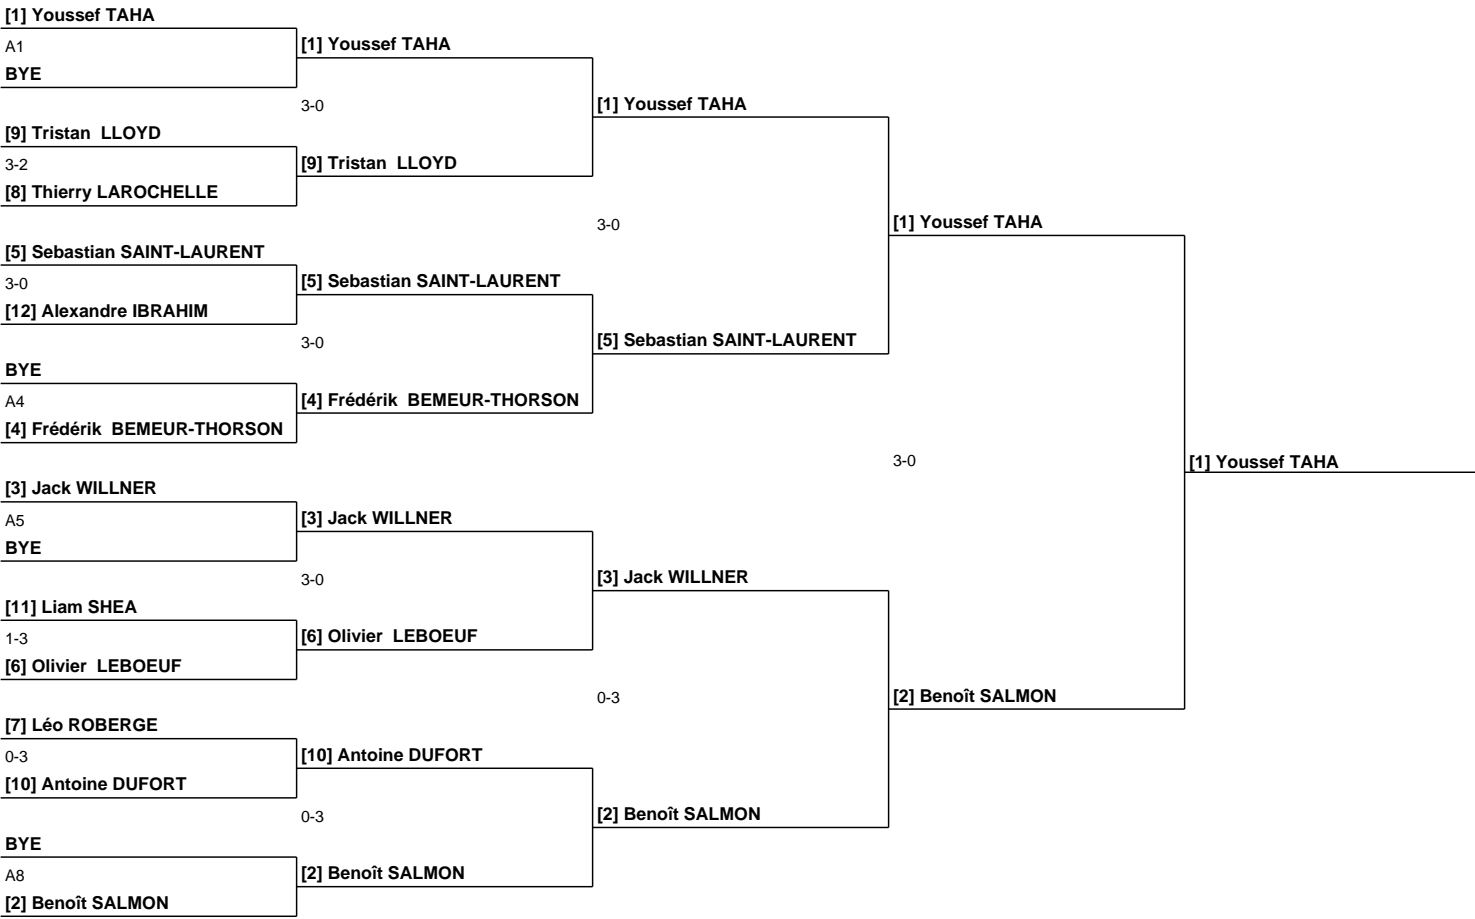 [1] Youssef TAHA
A1
BYE
[1] Youssef TAHA
3-0
[9] Tristan  LLOYD
3-2
[8] Thierry LAROCHELLE
[9] Tristan  LLOYD
[1] Youssef TAHA
3-0
[5] Sebastian SAINT-LAURENT
3-0
[12] Alexandre IBRAHIM
[5] Sebastian SAINT-LAURENT
3-0
BYE
A4
[4] Frédérik  BEMEUR-THORSON
[4] Frédérik  BEMEUR-THORSON
[5] Sebastian SAINT-LAURENT
[1] Youssef TAHA
3-0
[3] Jack WILLNER
A5
BYE
[3] Jack WILLNER
3-0
[11] Liam SHEA
1-3
[6] Olivier  LEBOEUF
[6] Olivier  LEBOEUF
[3] Jack WILLNER
0-3
[7] Léo ROBERGE
0-3
[10] Antoine DUFORT
[10] Antoine DUFORT
0-3
BYE
A8
[2] Benoît SALMON
[2] Benoît SALMON
[2] Benoît SALMON
[2] Benoît SALMON
[1] Youssef TAHA